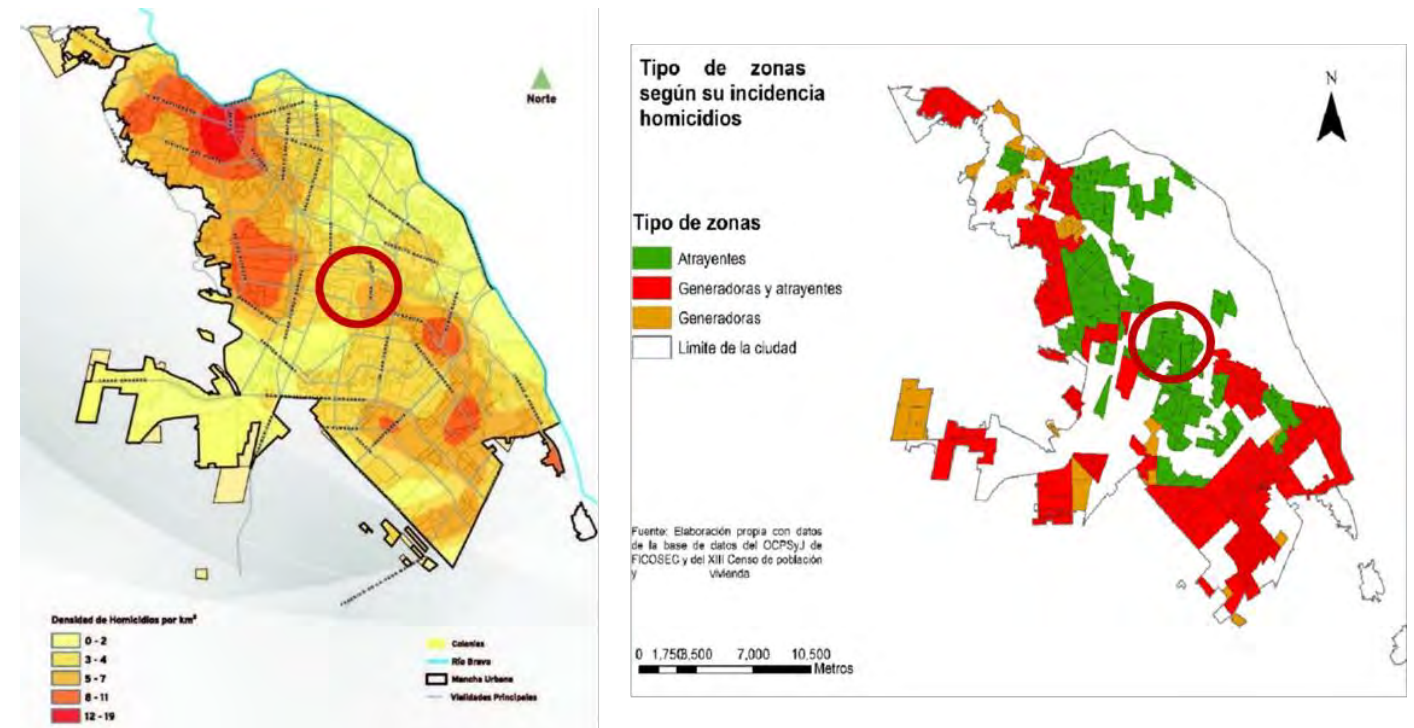 Norte
Densidad de Homicidios por km²
0 - 2
3 - 4
5 - 7
8 - 11
12 - 19
Colonias
Río Bravo
Mancha Urbana
Vialidades Principales
Tipo de zonas
según su incidencia
homicidios
N
Tipo de zonas
Atrayentes
Generadoras y atrayentes
Generadoras
Limite de la ciudad
Fuente: Elaboración propia con datos
de la base de datos del OCPSyJ de
FICOSEC y del XIII Censo de población
y vivienda
0 1,750 3,500 7,000 10,500
Metros